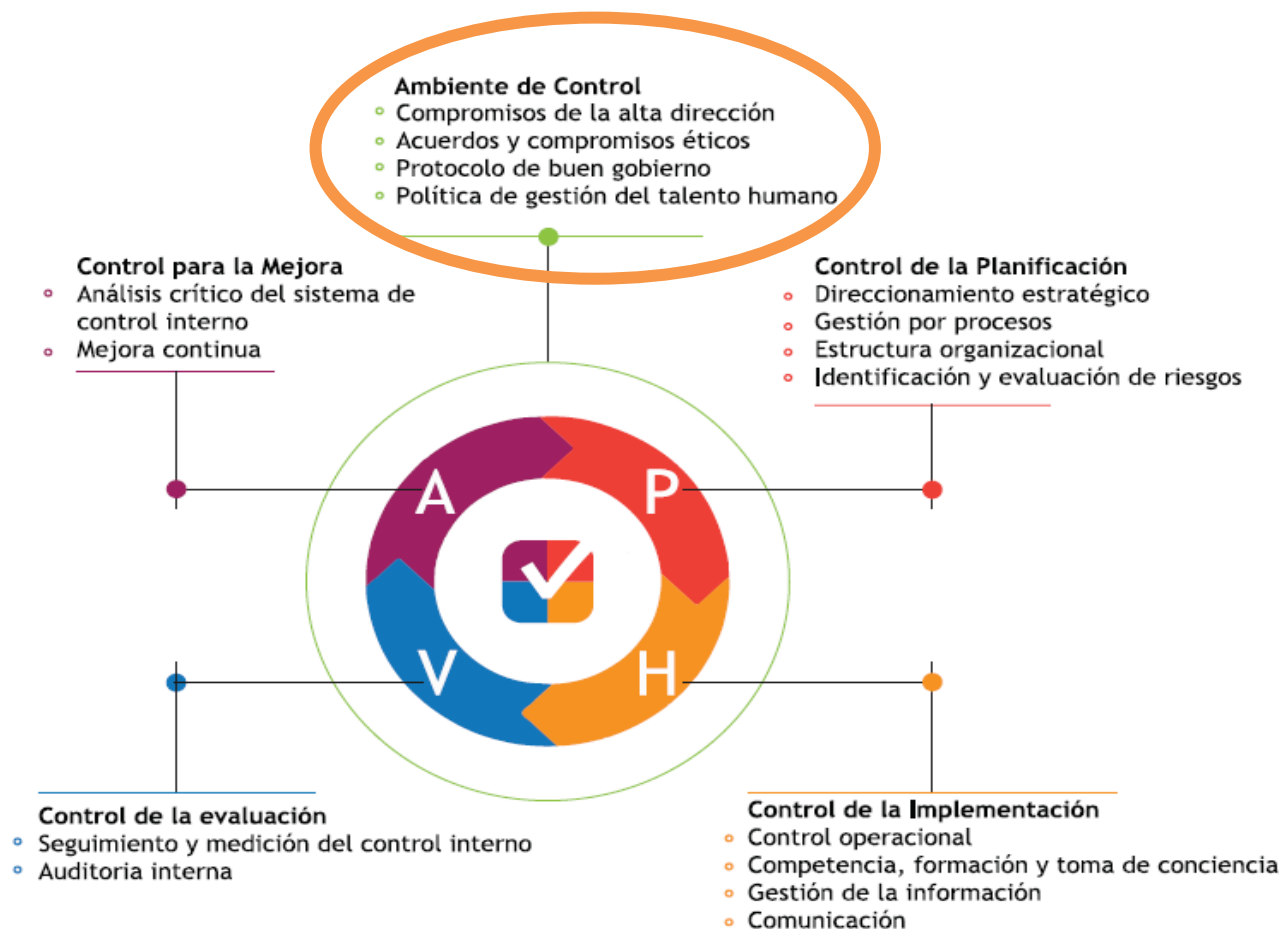 Ambiente de Control
Compromisos de la alta dirección
Acuerdos y compromisos éticos
Protocolo de buen gobierno
Política de gestión del talento humano
Control para la Mejora
Análisis crítico del sistema de
control interno
Mejora continua
Control de la Planificación
Direccionamiento estratégico
Gestión por procesos
Estructura organizacional
Identificación y evaluación de riesgos
A
P
V
H
Control de la evaluación
Seguimiento y medición del control interno
Auditoria interna
Control de la Implementación
Control operacional
Competencia, formación y toma de conciencia
Gestión de la información
Comunicación